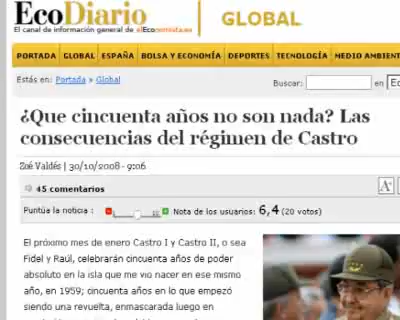 EcoDiario
El canal de información general de elEconomista.es
GLOBAL
PORTADA GLOBAL ESPAÑA BOLSA Y ECONOMÍA DEPORTES TECNOLOGÍA MEDIO AMBIENT
Estás en: Portada » Global
Buscar: en E
¿Que cincuenta años no son nada? Las
consecuencias del régimen de Castro
Zoé Valdés | 30/10/2008 - 9:06
45 comentarios
A
Puntúa la noticia : Nota de los usuarios: 6,4 (20 votos)
El próximo mes de enero Castro I y Castro II, o sea
Fidel y Raúl, celebrarán cincuenta años de poder
absoluto en la isla que me vio nacer en ese mismo
año, en 1959; cincuenta años en lo que empezó
siendo una revuelta, enmascarada luego en